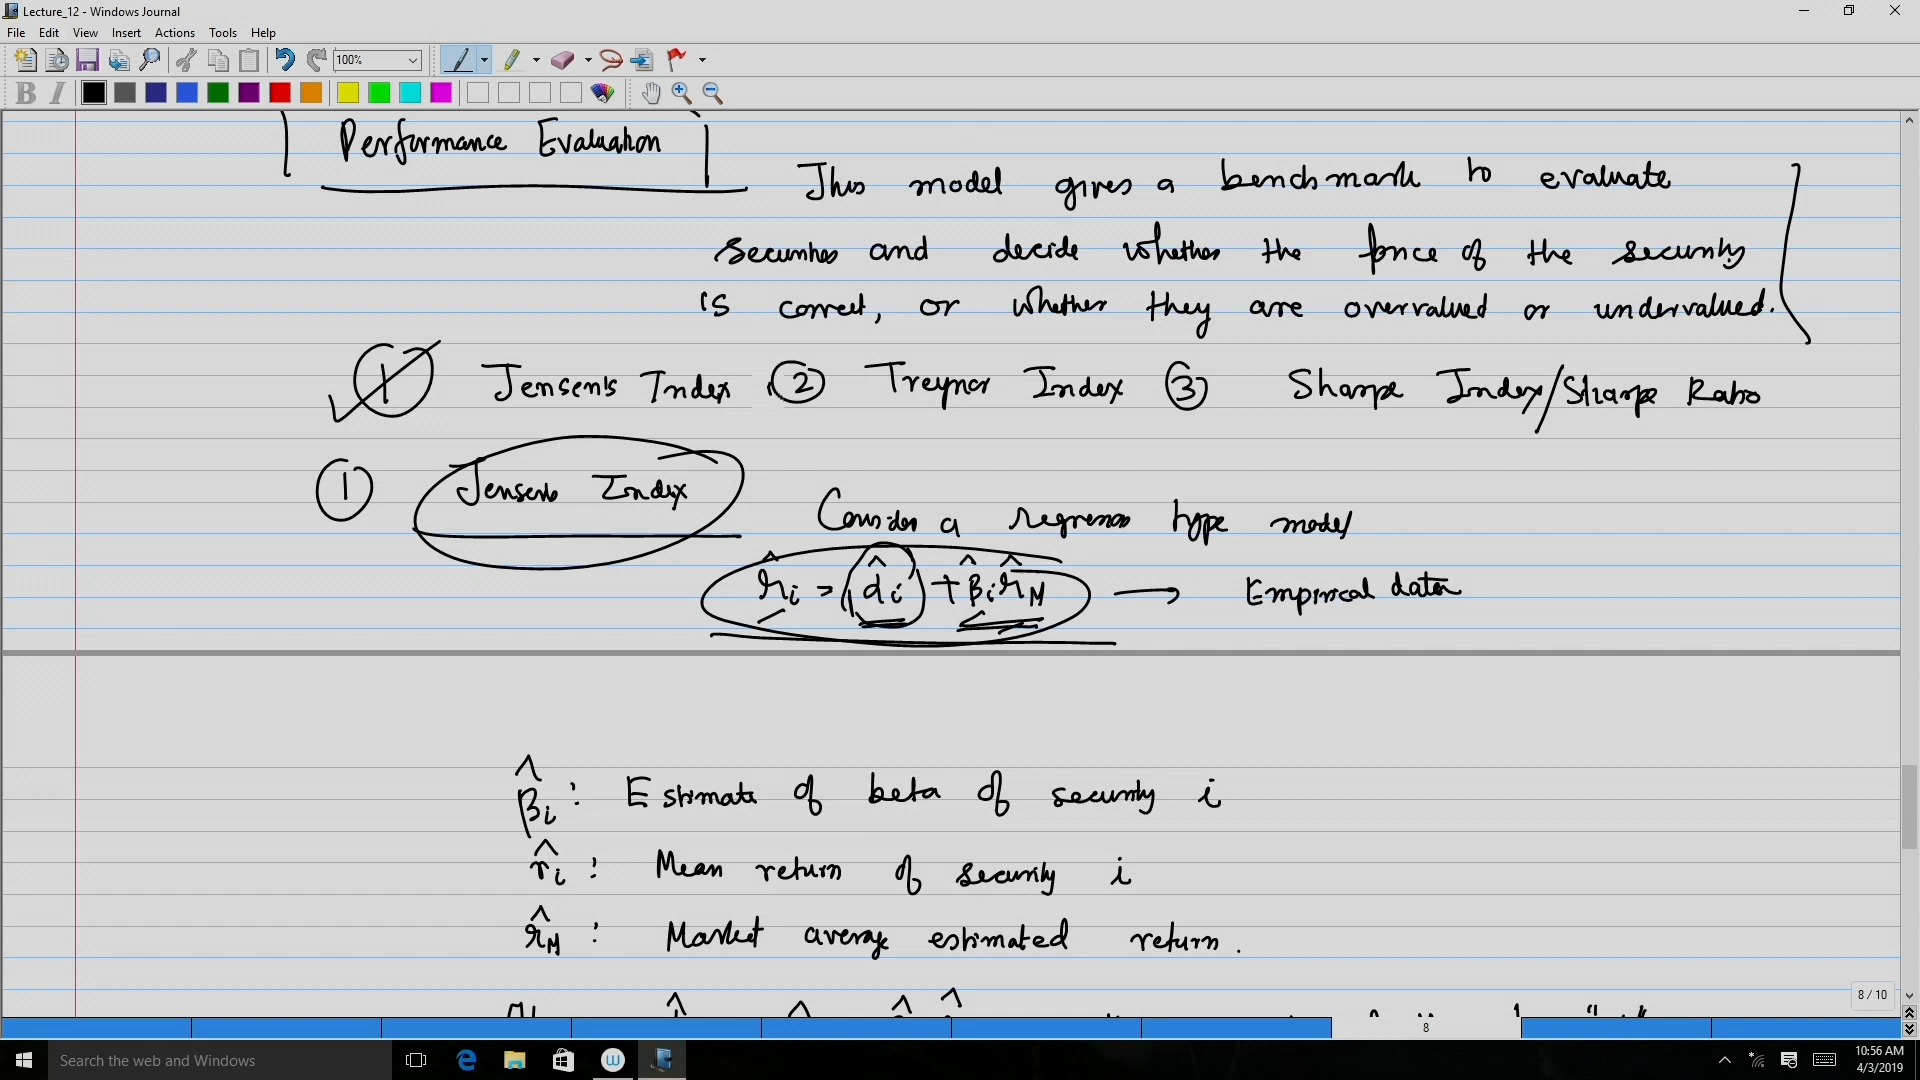 Lecture_12 - Windows Journal
File Edit View Insert Actions Tools Help
100%
B I
Performance Evaluation
This model gives a benchmark to evaluate
securities and decide whether the price of the security
is correct, or whether they are overvalued or undervalued.
1 Jensen's Index 2 Treynor Index 3 Sharpe Index/Sharpe Ratio
1 Jensen's Index Consider a regression type model
r̂i = α̂i + β̂i r̂M → Empirical data
β̂i : Estimate of beta of security i
r̂i : Mean return of security i
r̂M : Market average estimated return.
8 / 10
8
Search the web and Windows
10:56 AM
4/3/2019